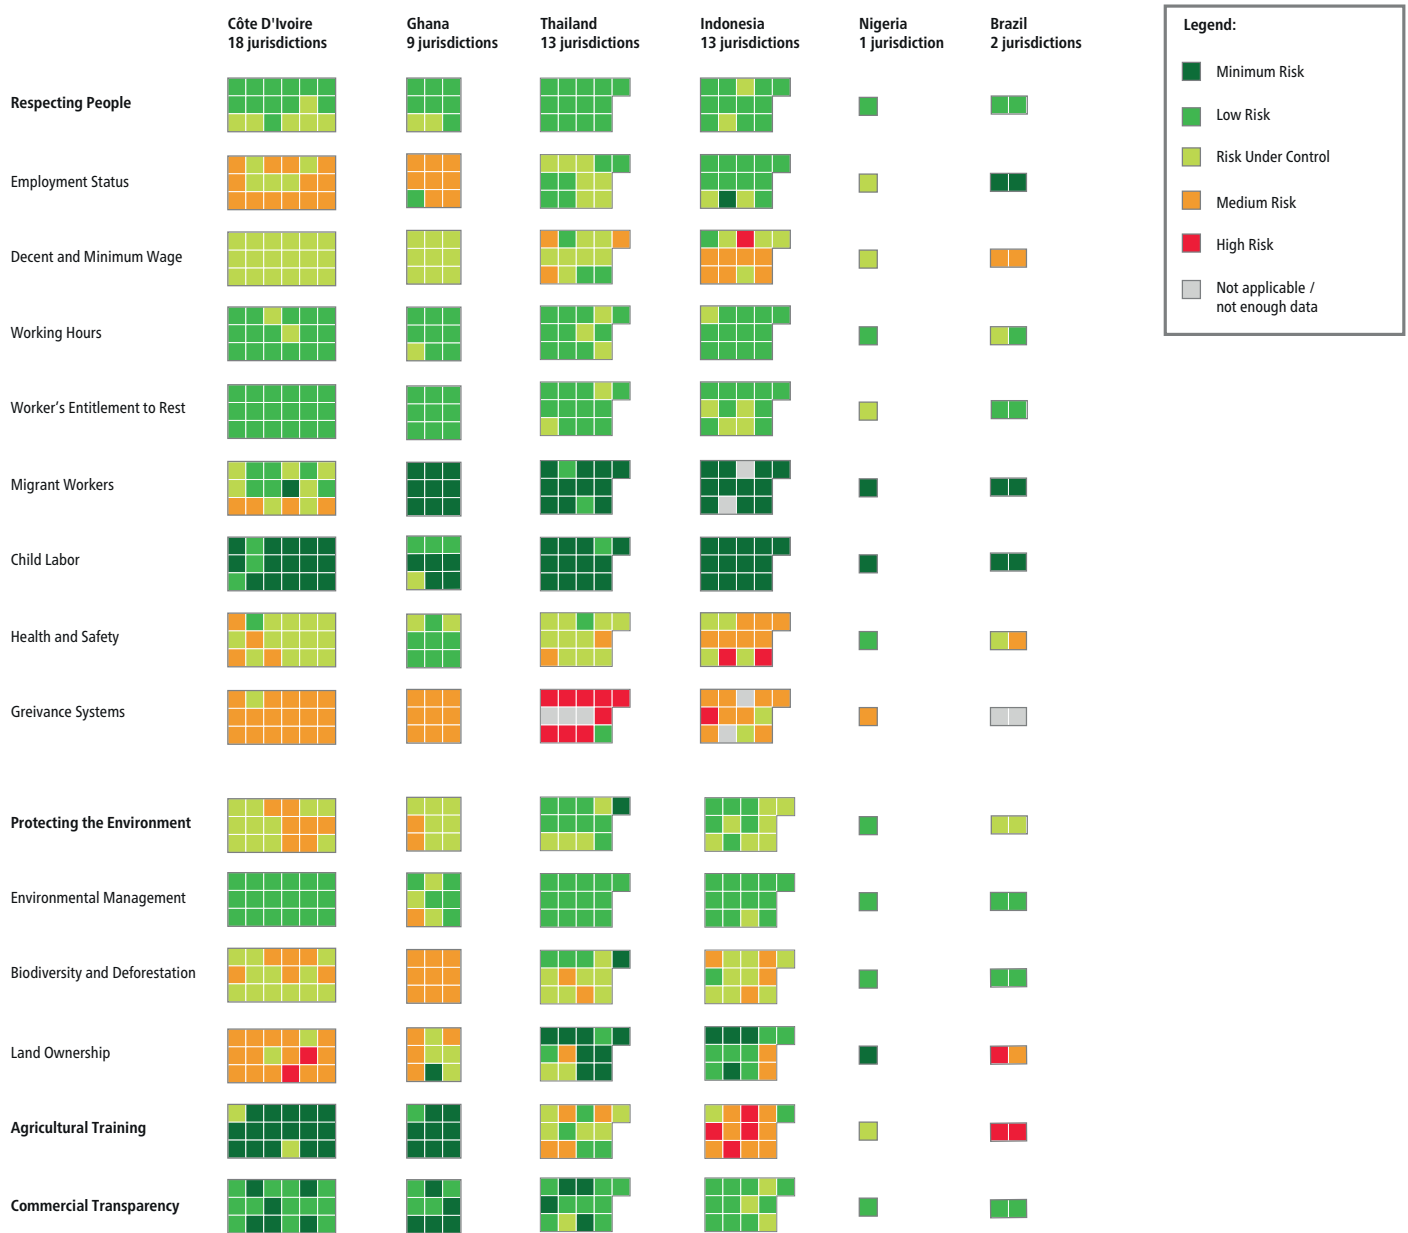 Côte D'Ivoire
18 jurisdictions
Ghana
9 jurisdictions
Thailand
13 jurisdictions
Indonesia
13 jurisdictions
Nigeria
1 jurisdiction
Brazil
2 jurisdictions
Legend:
Minimum Risk
Low Risk
Risk Under Control
Medium Risk
High Risk
Not applicable /
not enough data
Respecting People
Employment Status
Decent and Minimum Wage
Working Hours
Worker’s Entitlement to Rest
Migrant Workers
Child Labor
Health and Safety
Greivance Systems
Protecting the Environment
Environmental Management
Biodiversity and Deforestation
Land Ownership
Agricultural Training
Commercial Transparency